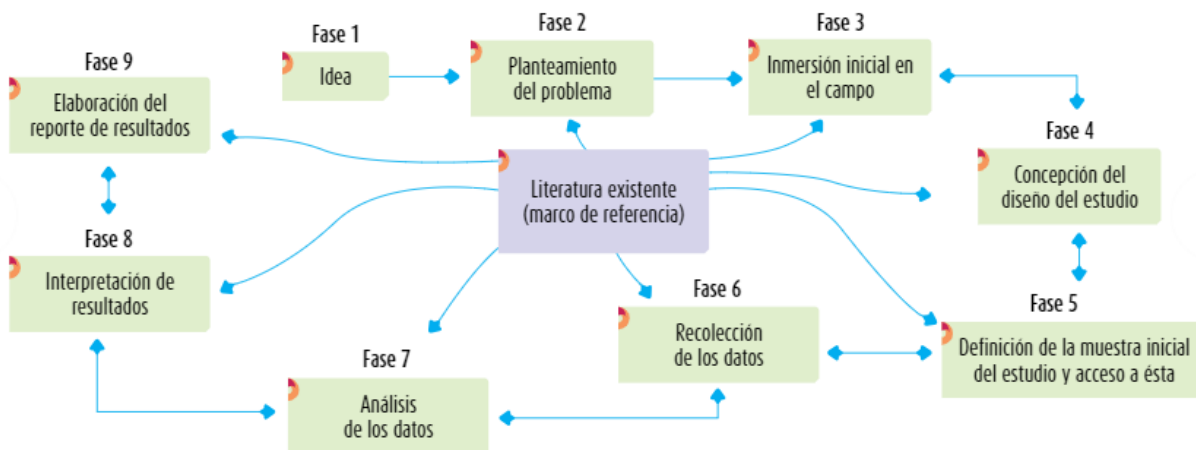 Fase 1
Idea
Fase 2
Planteamiento
del problema
Fase 3
Inmersión inicial en
el campo
Fase 4
Concepción del
diseño del estudio
Fase 5
Definición de la muestra inicial
del estudio y acceso a ésta
Fase 6
Recolección
de los datos
Fase 7
Análisis
de los datos
Fase 8
Interpretación de
resultados
Fase 9
Elaboración del
reporte de resultados
Literatura existente
(marco de referencia)